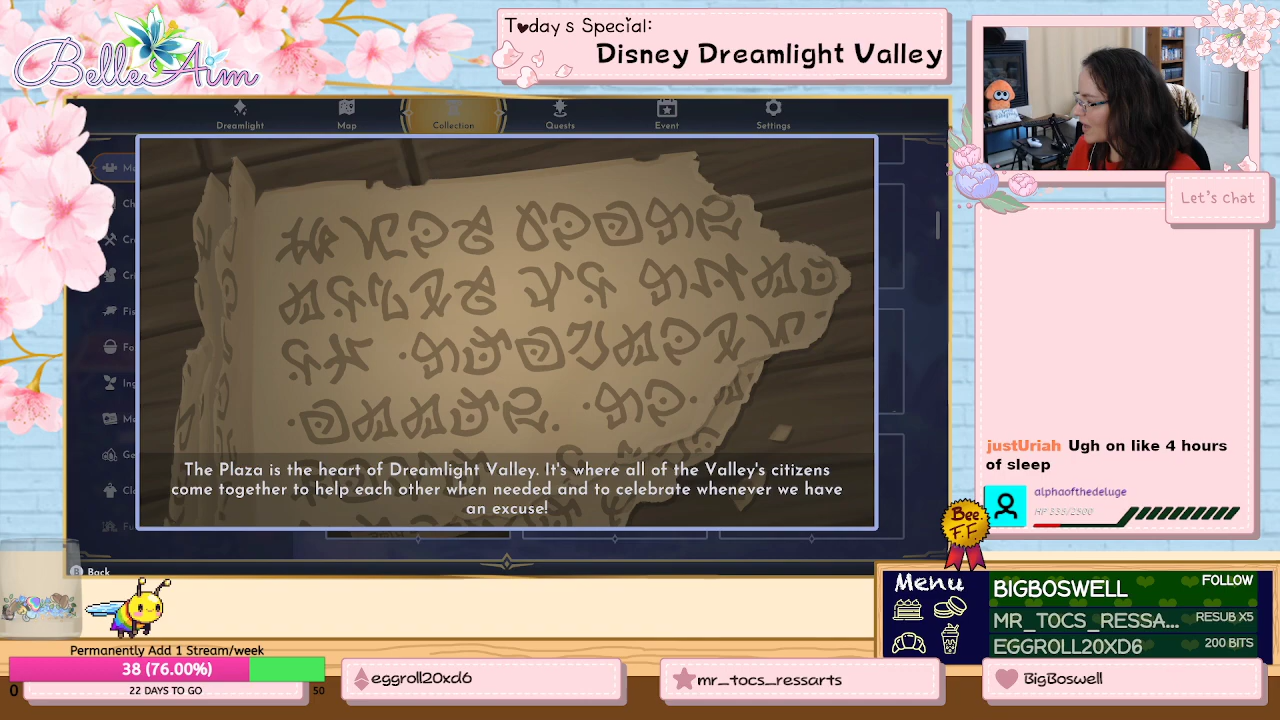 BelleAim
Today's Special:
Disney Dreamlight Valley
Dreamlight
Map
Collection
Quests
Event
Settings
Let's chat
The Plaza is the heart of Dreamlight Valley. It's where all of the Valley's citizens
come together to help each other when needed and to celebrate whenever we have
an excuse!
justUriah Ugh on like 4 hours
of sleep
alphaofthedeluge
HP 335/2500
Bee
F.F
Back
Menu
BIGBOSWELL FOLLOW
MR_T0CS_RESSA... RESUB X5
EGGROLL20XD6 200 BITS
Permanently Add 1 Stream/week
38 (76.00%)
0 22 DAYS TO GO 50
eggroll20xd6
mr_tocs_ressarts
BigBoswell